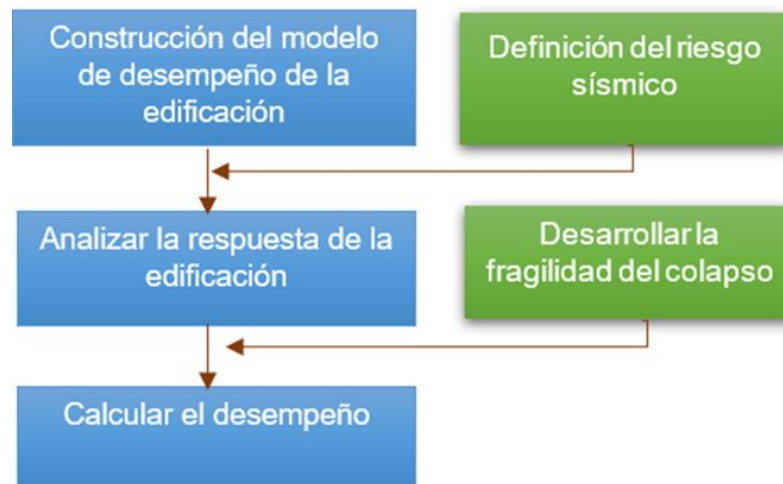 Construcción del modelo
de desempeño de la
edificación
Definición del riesgo
sísmico
Analizar la respuesta de la
edificación
Desarrollar la
fragilidad del colapso
Calcular el desempeño